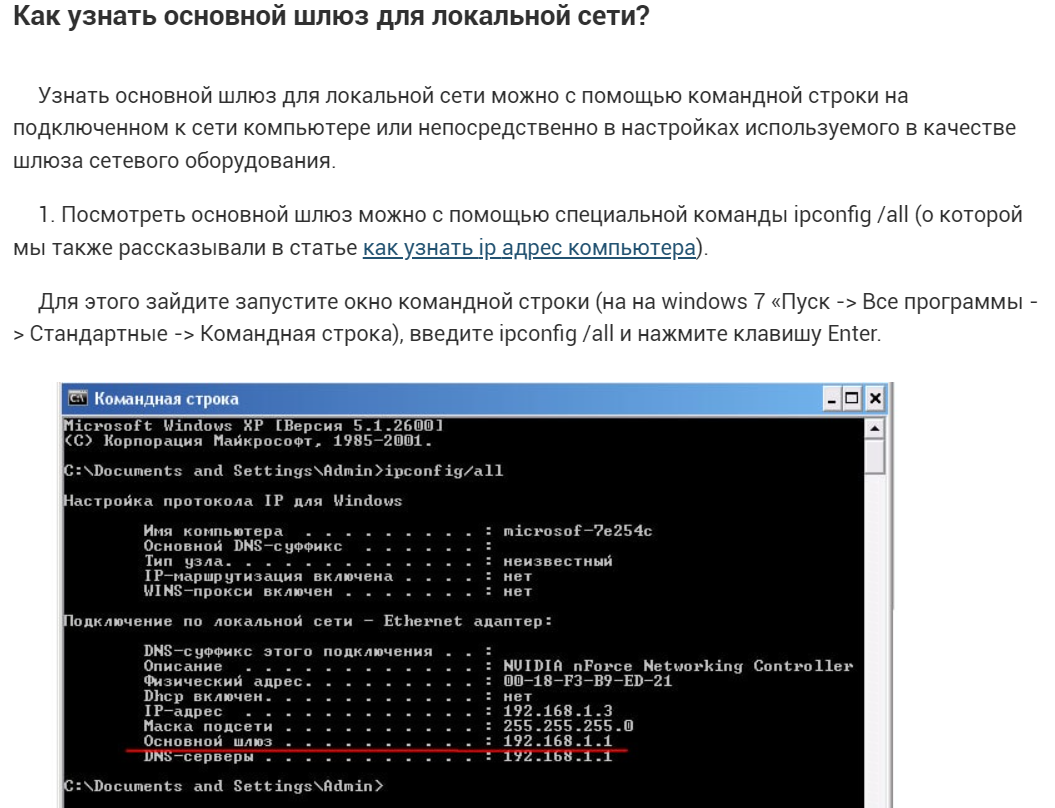 Как узнать основной шлюз для локальной сети?
Узнать основной шлюз для локальной сети можно с помощью командной строки на
подключенном к сети компьютере или непосредственно в настройках используемого в качестве
шлюза сетевого оборудования.
1. Посмотреть основной шлюз можно с помощью специальной команды ipconfig /all (о которой
мы также рассказывали в статье как узнать ip адрес компьютера).
Для этого зайдите запустите окно командной строки (на на windows 7 «Пуск -> Все программы -
> Стандартные -> Командная строка), введите ipconfig /all и нажмите клавишу Enter.
Командная строка
Microsoft Windows XP [Версия 5.1.2600]
(C) Корпорация Майкрософт, 1985-2001.
C:\Documents and Settings\Admin>ipconfig/all
Настройка протокола IP для Windows
Имя компьютера . . . . . . . . . : microsof-7e254c
Основной DNS-суффикс . . . . . . :
Тип узла. . . . . . . . . . . . . : неизвестный
IP-маршрутизация включена . . . . : нет
WINS-прокси включен . . . . . . . : нет
Подключение по локальной сети - Ethernet адаптер:
DNS-суффикс этого подключения . . :
Описание . . . . . . . . . . . . : NVIDIA nForce Networking Controller
Физический адрес. . . . . . . . . : 00-18-F3-B9-ED-21
Dhcp включен. . . . . . . . . . . : нет
IP-адрес . . . . . . . . . . . . : 192.168.1.3
Маска подсети . . . . . . . . . . : 255.255.255.0
Основной шлюз . . . . . . . . . . : 192.168.1.1
DNS-серверы . . . . . . . . . . . : 192.168.1.1
C:\Documents and Settings\Admin>